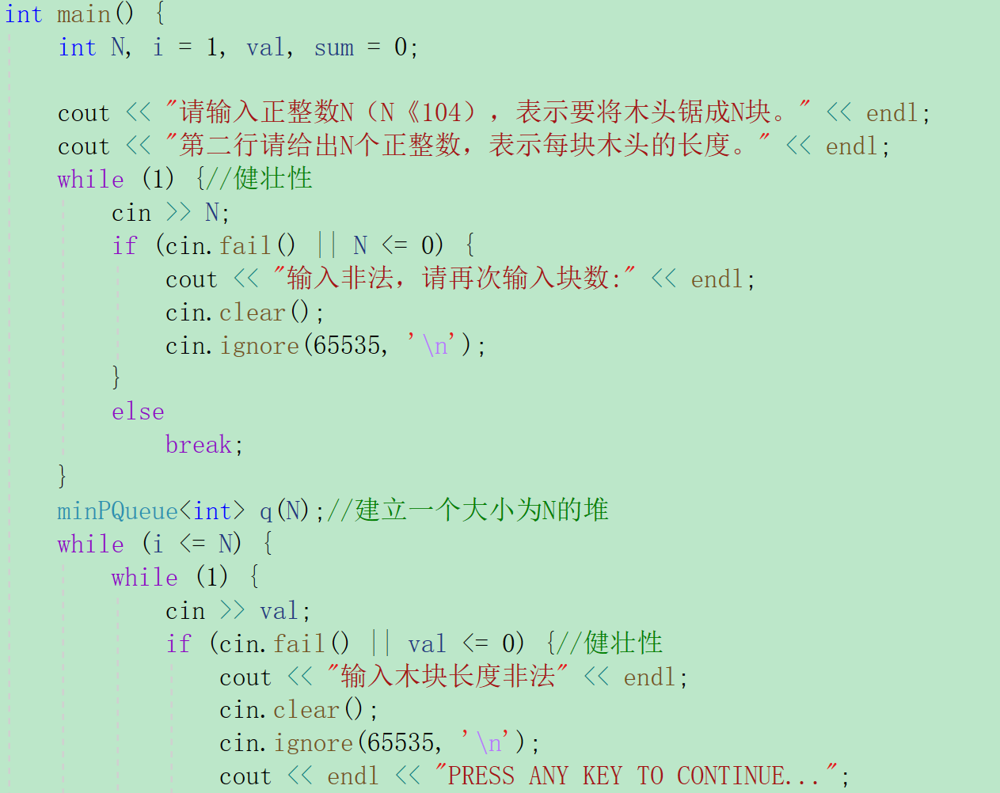 int main() {
    int N, i = 1, val, sum = 0;
    cout << "请输入正整数N（N《104），表示要将木头锯成N块。" << endl;
    cout << "第二行请给出N个正整数，表示每块木头的长度。" << endl;
    while (1) {//健壮性
        cin >> N;
        if (cin.fail() || N <= 0) {
            cout << "输入非法，请再次输入块数:" << endl;
            cin.clear();
            cin.ignore(65535, '\n');
        }
        else
            break;
    }
    minPQueue<int> q(N);//建立一个大小为N的堆
    while (i <= N) {
        while (1) {
            cin >> val;
            if (cin.fail() || val <= 0) {//健壮性
                cout << "输入木块长度非法" << endl;
                cin.clear();
                cin.ignore(65535, '\n');
                cout << endl << "PRESS ANY KEY TO CONTINUE...";